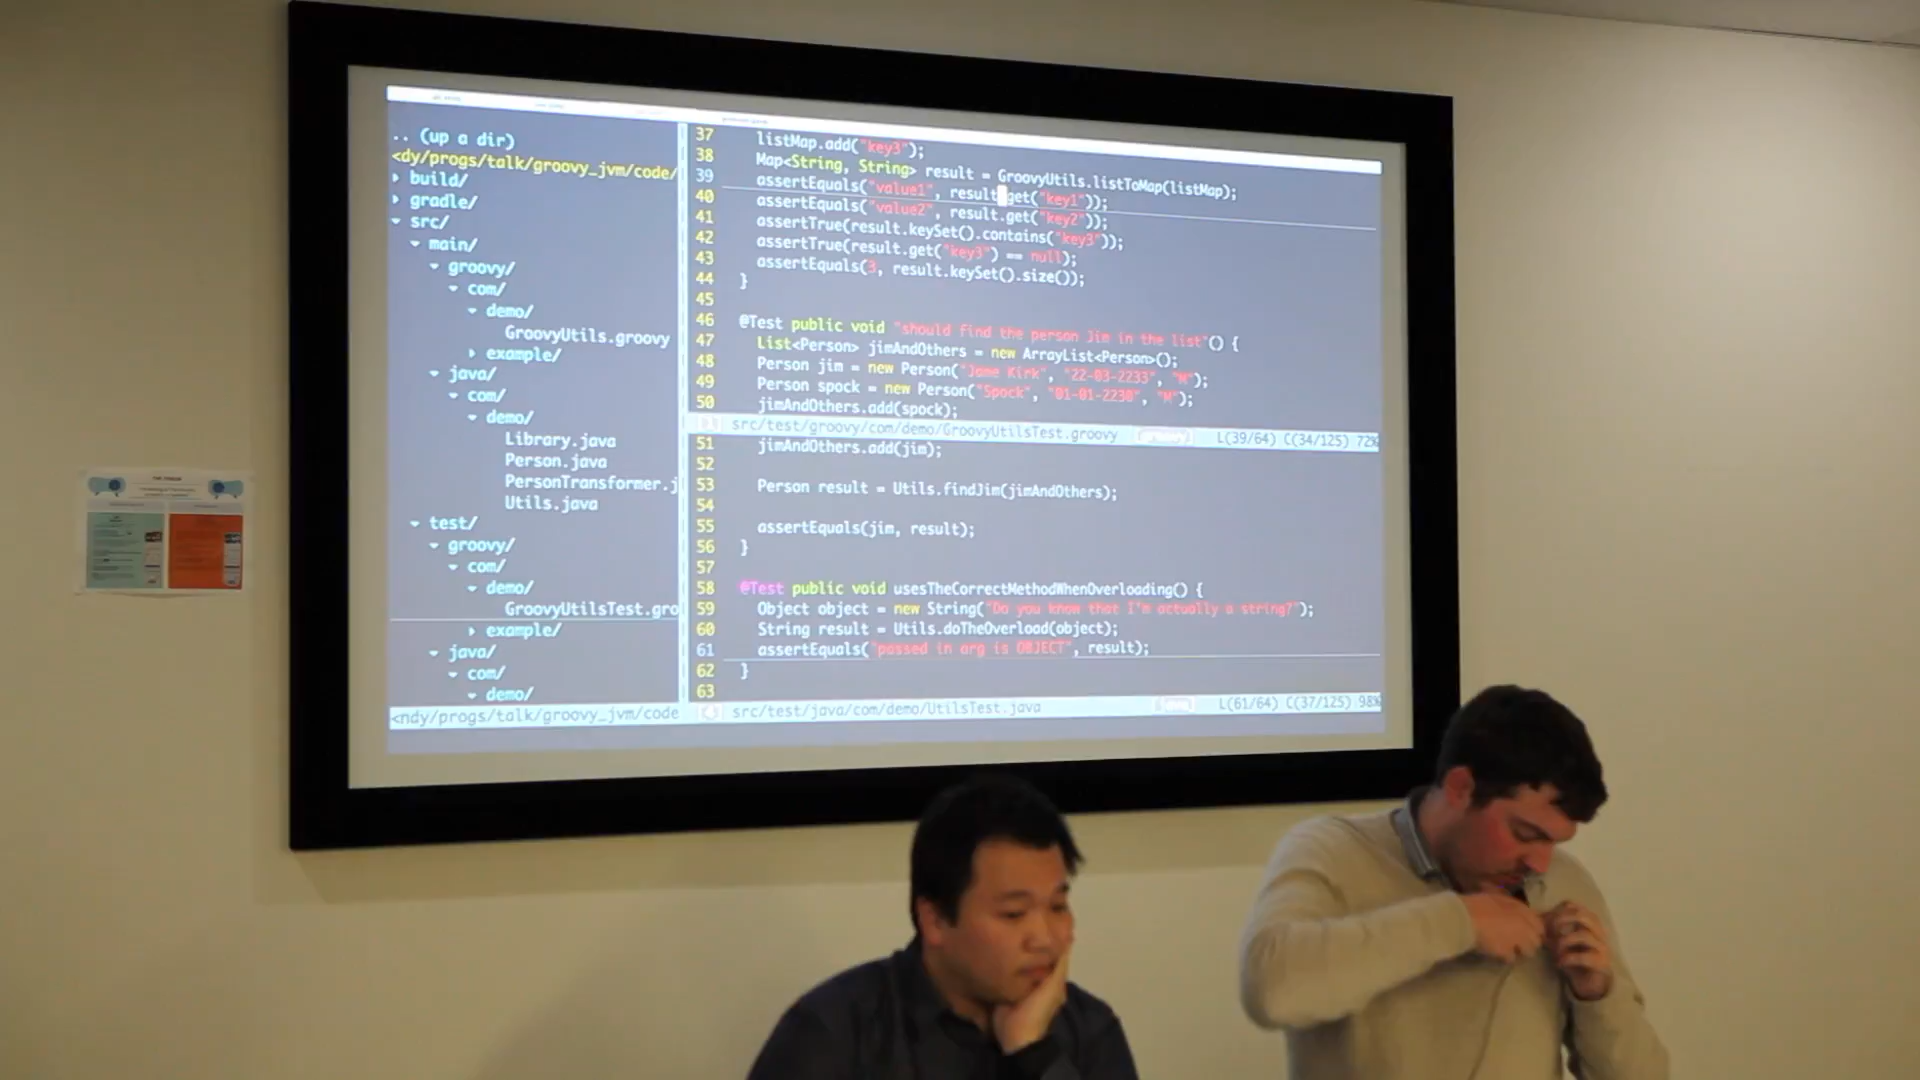 .. (up a dir)
<dy/progs/talk/groovy_jvm/code/
▸ build/
▸ gradle/
▾ src/
▾ main/
▾ groovy/
▾ com/
▾ demo/
GroovyUtils.groovy
▸ example/
▾ java/
▾ com/
▾ demo/
Library.java
Person.java
PersonTransformer.j
Utils.java
▾ test/
▾ groovy/
▾ com/
▾ demo/
GroovyUtilsTest.gro
▸ example/
▾ java/
▾ com/
▾ demo/
<ndy/progs/talk/groovy_jvm/code
37 listMap.add("key3");
38 Map<String, String> result = GroovyUtils.listToMap(listMap);
39 assertEquals("value1", result.get("key1"));
40 assertEquals("value2", result.get("key2"));
41 assertTrue(result.keySet().contains("key3"));
42 assertTrue(result.get("key3") == null);
43 assertEquals(3, result.keySet().size());
44 }
45
46 @Test public void "should find the person Jim in the list"() {
47 List<Person> jimAndOthers = new ArrayList<Person>();
48 Person jim = new Person("Jame Kirk", "22-03-2233", "M");
49 Person spock = new Person("Spock", "01-01-2230", "M");
50 jimAndOthers.add(spock);
src/test/groovy/com/demo/GroovyUtilsTest.groovy L(39/64) C(34/125) 72%
51 jimAndOthers.add(jim);
52
53 Person result = Utils.findJim(jimAndOthers);
54
55 assertEquals(jim, result);
56 }
57
58 @Test public void usesTheCorrectMethodWhenOverloading() {
59 Object object = new String("Do you know that I'm actually a string?");
60 String result = Utils.doTheOverload(object);
61 assertEquals("passed in arg is OBJECT", result);
62 }
63
src/test/java/com/demo/UtilsTest.java L(61/64) C(37/125) 98%